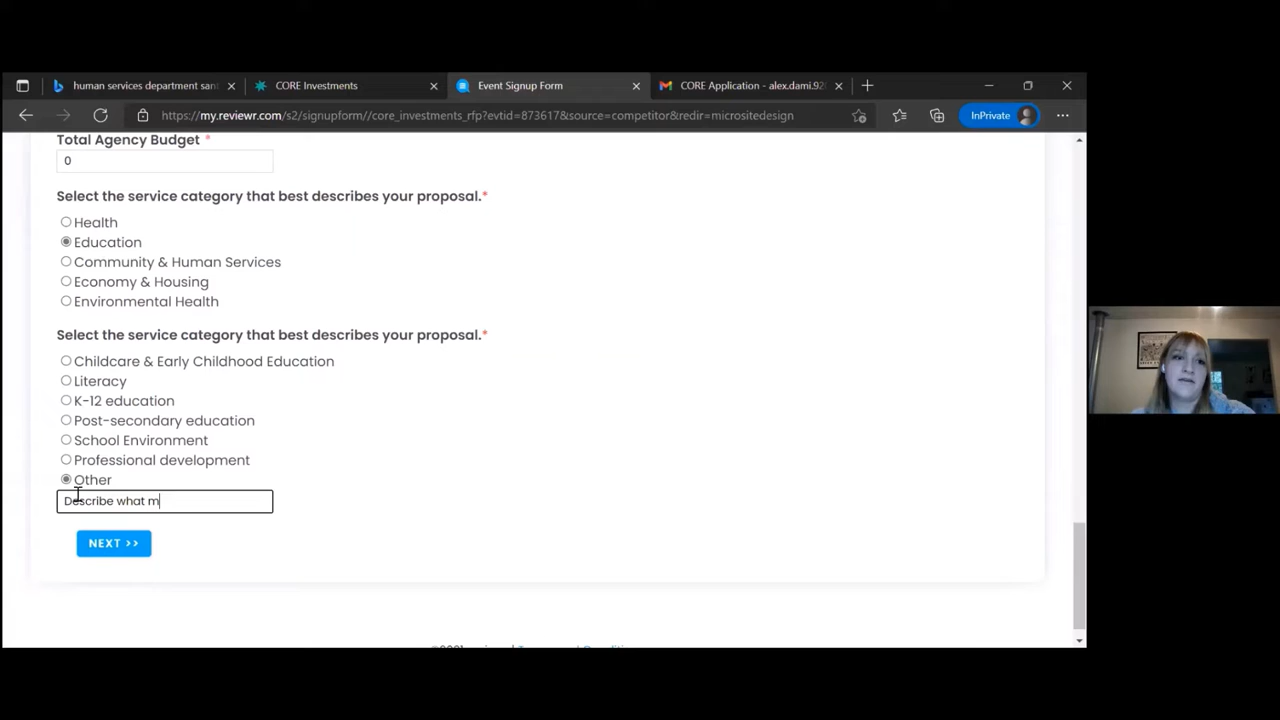 human services department sant
CORE Investments
Event Signup Form
CORE Application - alex.dami.92
https://my.reviewr.com/s2/signupform//core_investments_rfp?evtid=873617&source=competitor&redir=micrositedesign
InPrivate
Total Agency Budget *
0
Select the service category that best describes your proposal.*
Health
Education
Community & Human Services
Economy & Housing
Environmental Health
Select the service category that best describes your proposal.*
Childcare & Early Childhood Education
Literacy
K-12 education
Post-secondary education
School Environment
Professional development
Other
Describe what m
NEXT >>